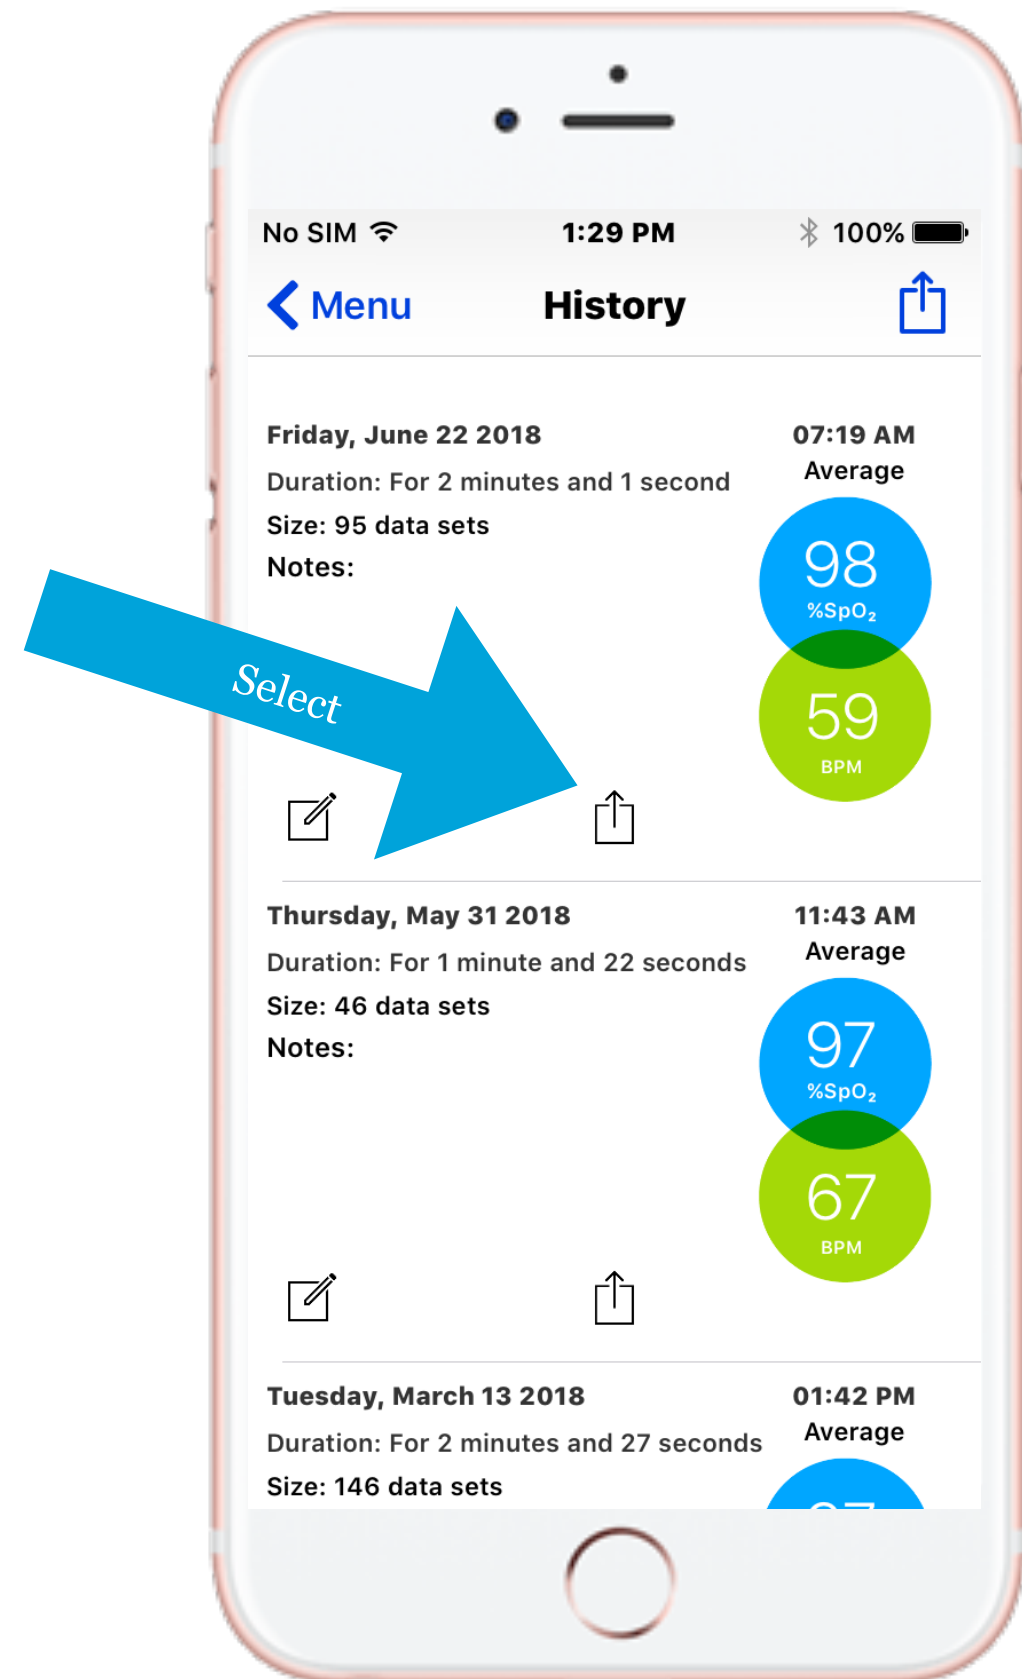 No SIM 1:29 PM 100%
Menu History
Friday, June 22 2018 07:19 AM
Average
Duration: For 2 minutes and 1 second
Size: 95 data sets
98
Notes:
%SpO₂
Select
59
BPM
Thursday, May 31 2018 11:43 AM
Average
Duration: For 1 minute and 22 seconds
Size: 46 data sets
97
Notes:
%SpO₂
67
BPM
Tuesday, March 13 2018 01:42 PM
Average
Duration: For 2 minutes and 27 seconds
Size: 146 data sets